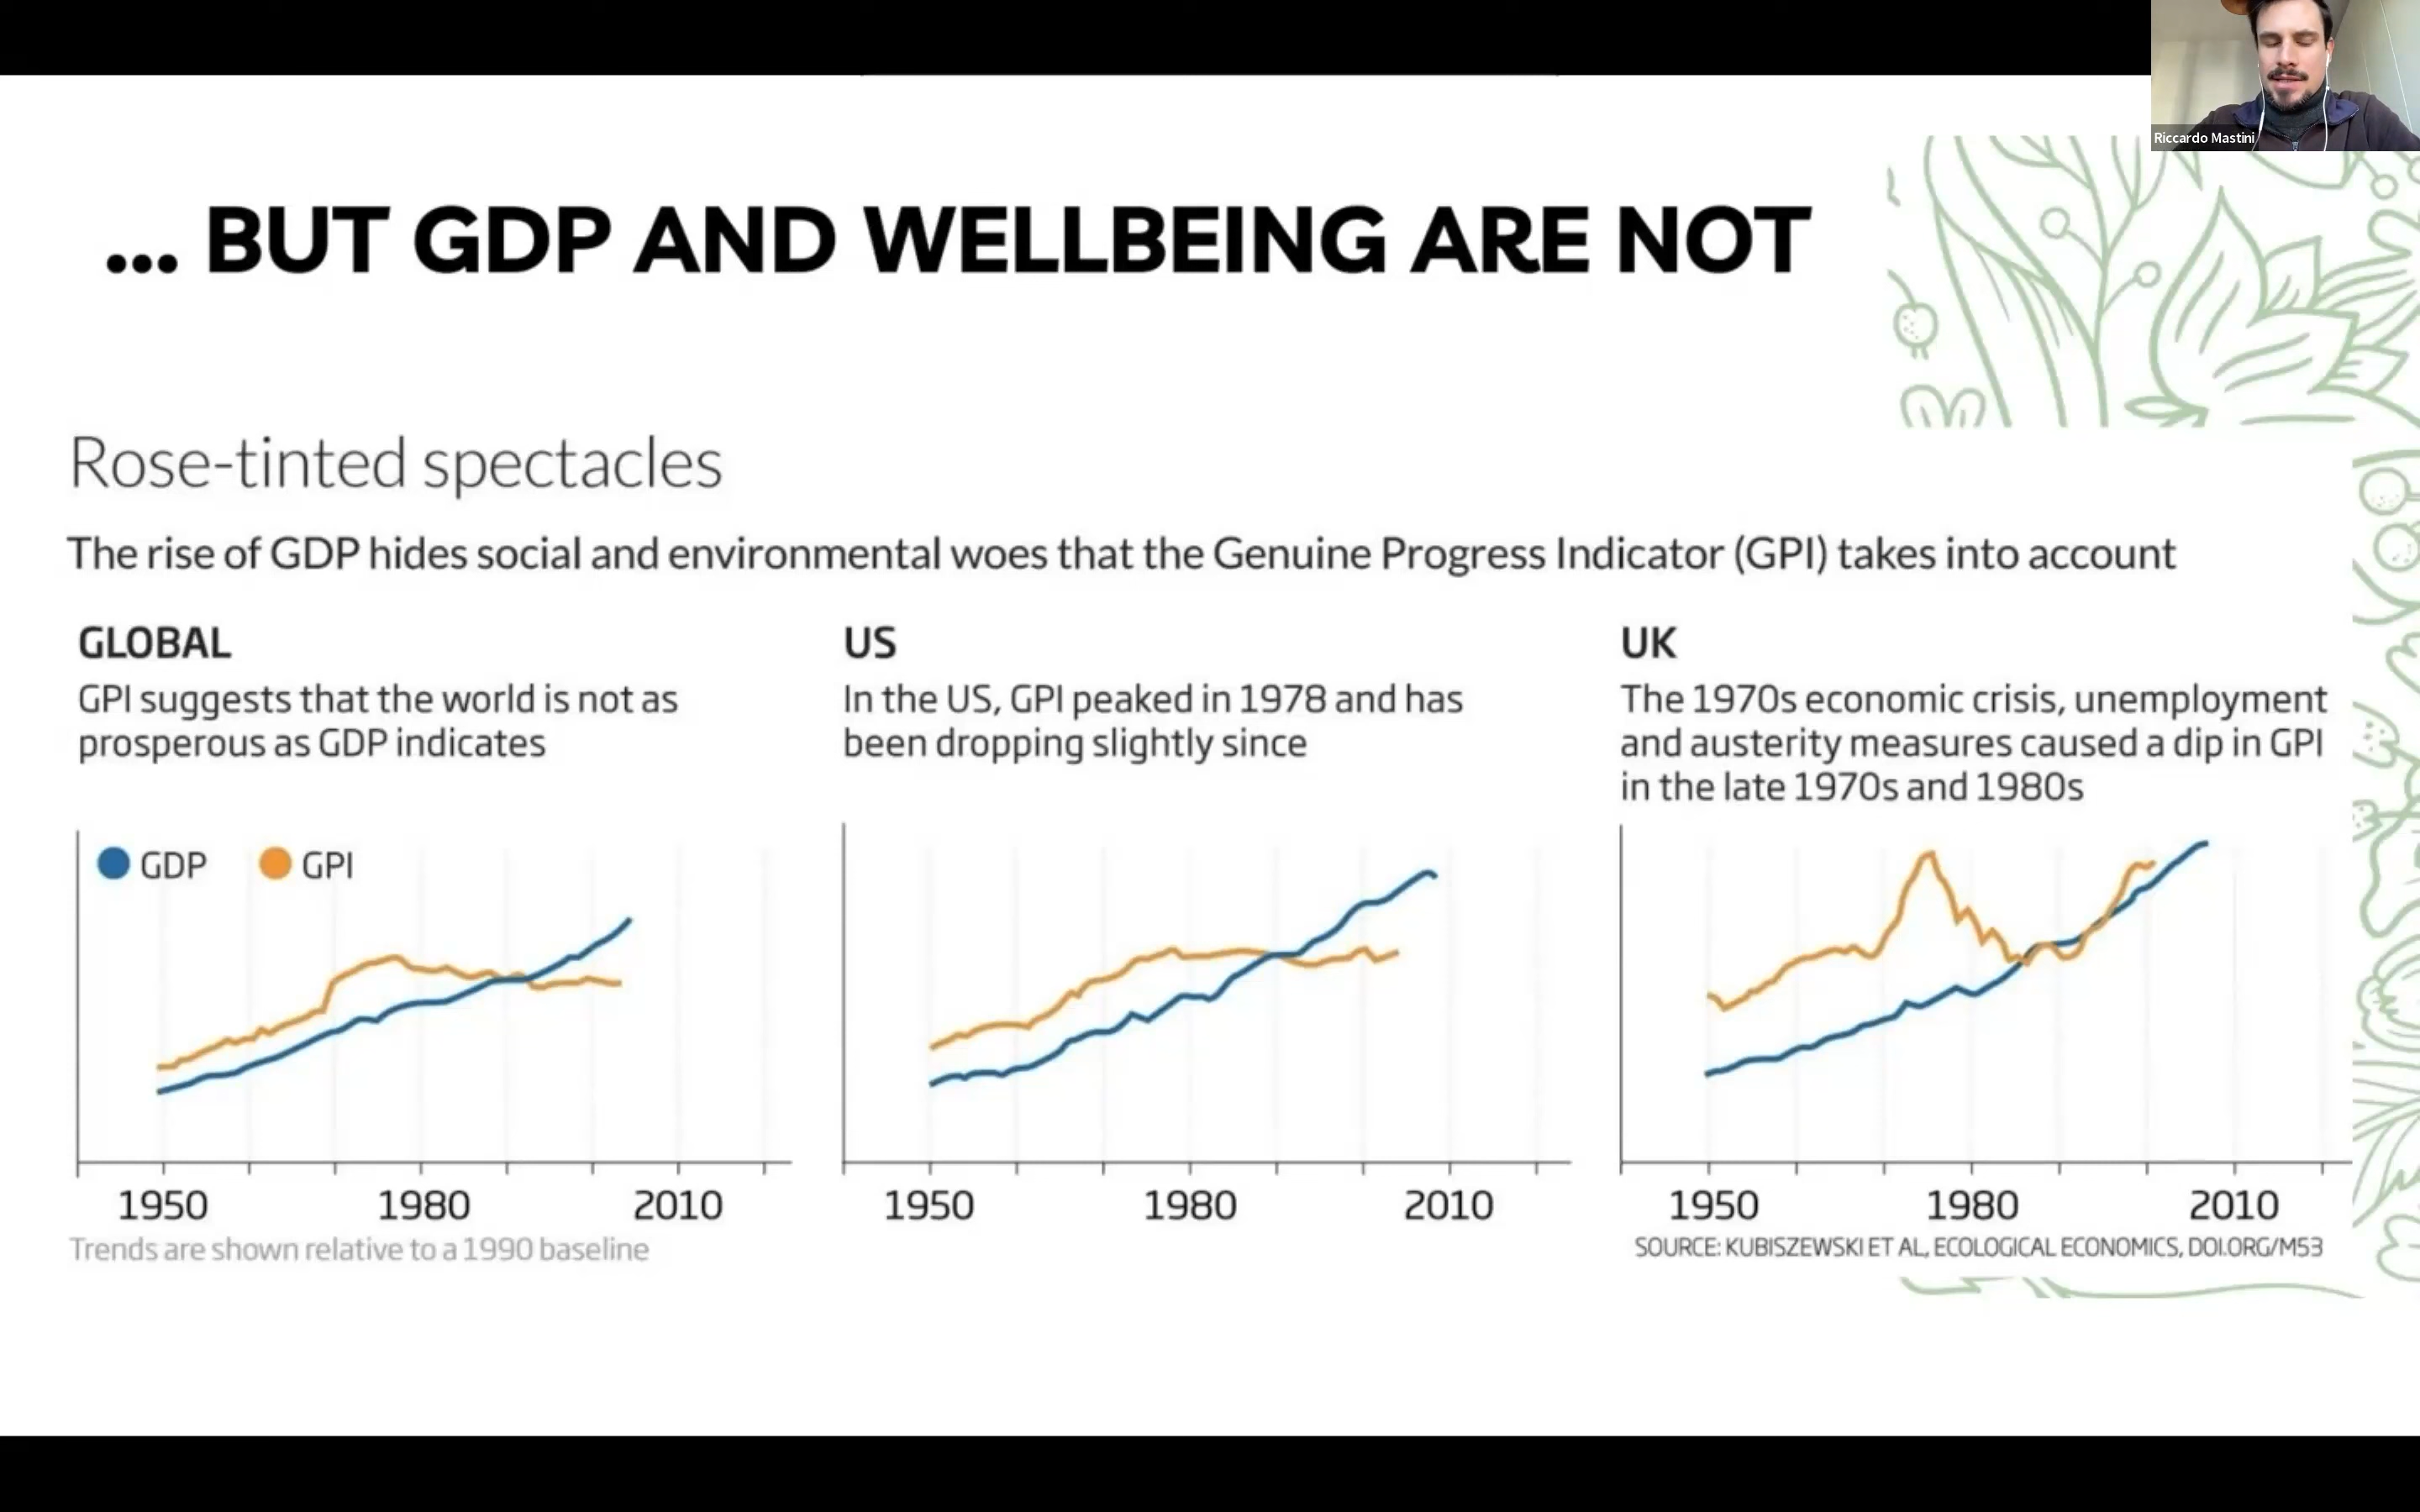 Riccardo Mastini
... BUT GDP AND WELLBEING ARE NOT
Rose-tinted spectacles
The rise of GDP hides social and environmental woes that the Genuine Progress Indicator (GPI) takes into account
GLOBAL
GPI suggests that the world is not as
prosperous as GDP indicates
GDP GPI
1950 1980 2010
Trends are shown relative to a 1990 baseline
US
In the US, GPI peaked in 1978 and has
been dropping slightly since
1950 1980 2010
UK
The 1970s economic crisis, unemployment
and austerity measures caused a dip in GPI
in the late 1970s and 1980s
1950 1980 2010
SOURCE: KUBISZEWSKI ET AL, ECOLOGICAL ECONOMICS, DOI.ORG/M53